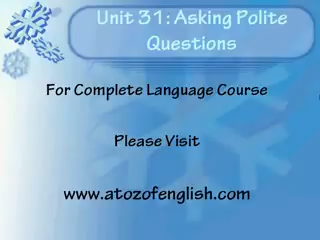 Unit 31: Asking Polite
Questions
For Complete Language Course
Please Visit
www.atozofenglish.com